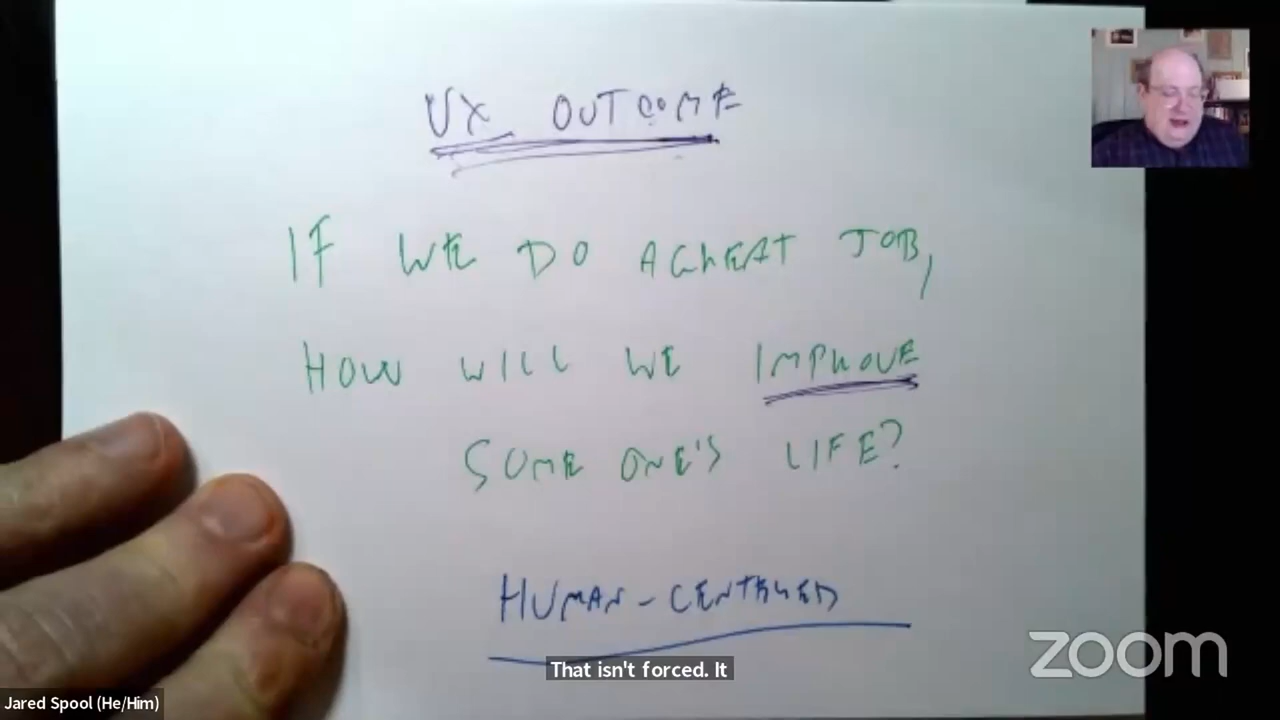 UX OUTCOME
IF WE DO A GREAT JOB,
HOW WILL WE IMPROVE
SOMEONE'S LIFE?
HUMAN-CENTERED
That isn't forced. It
zoom
Jared Spool (He/Him)